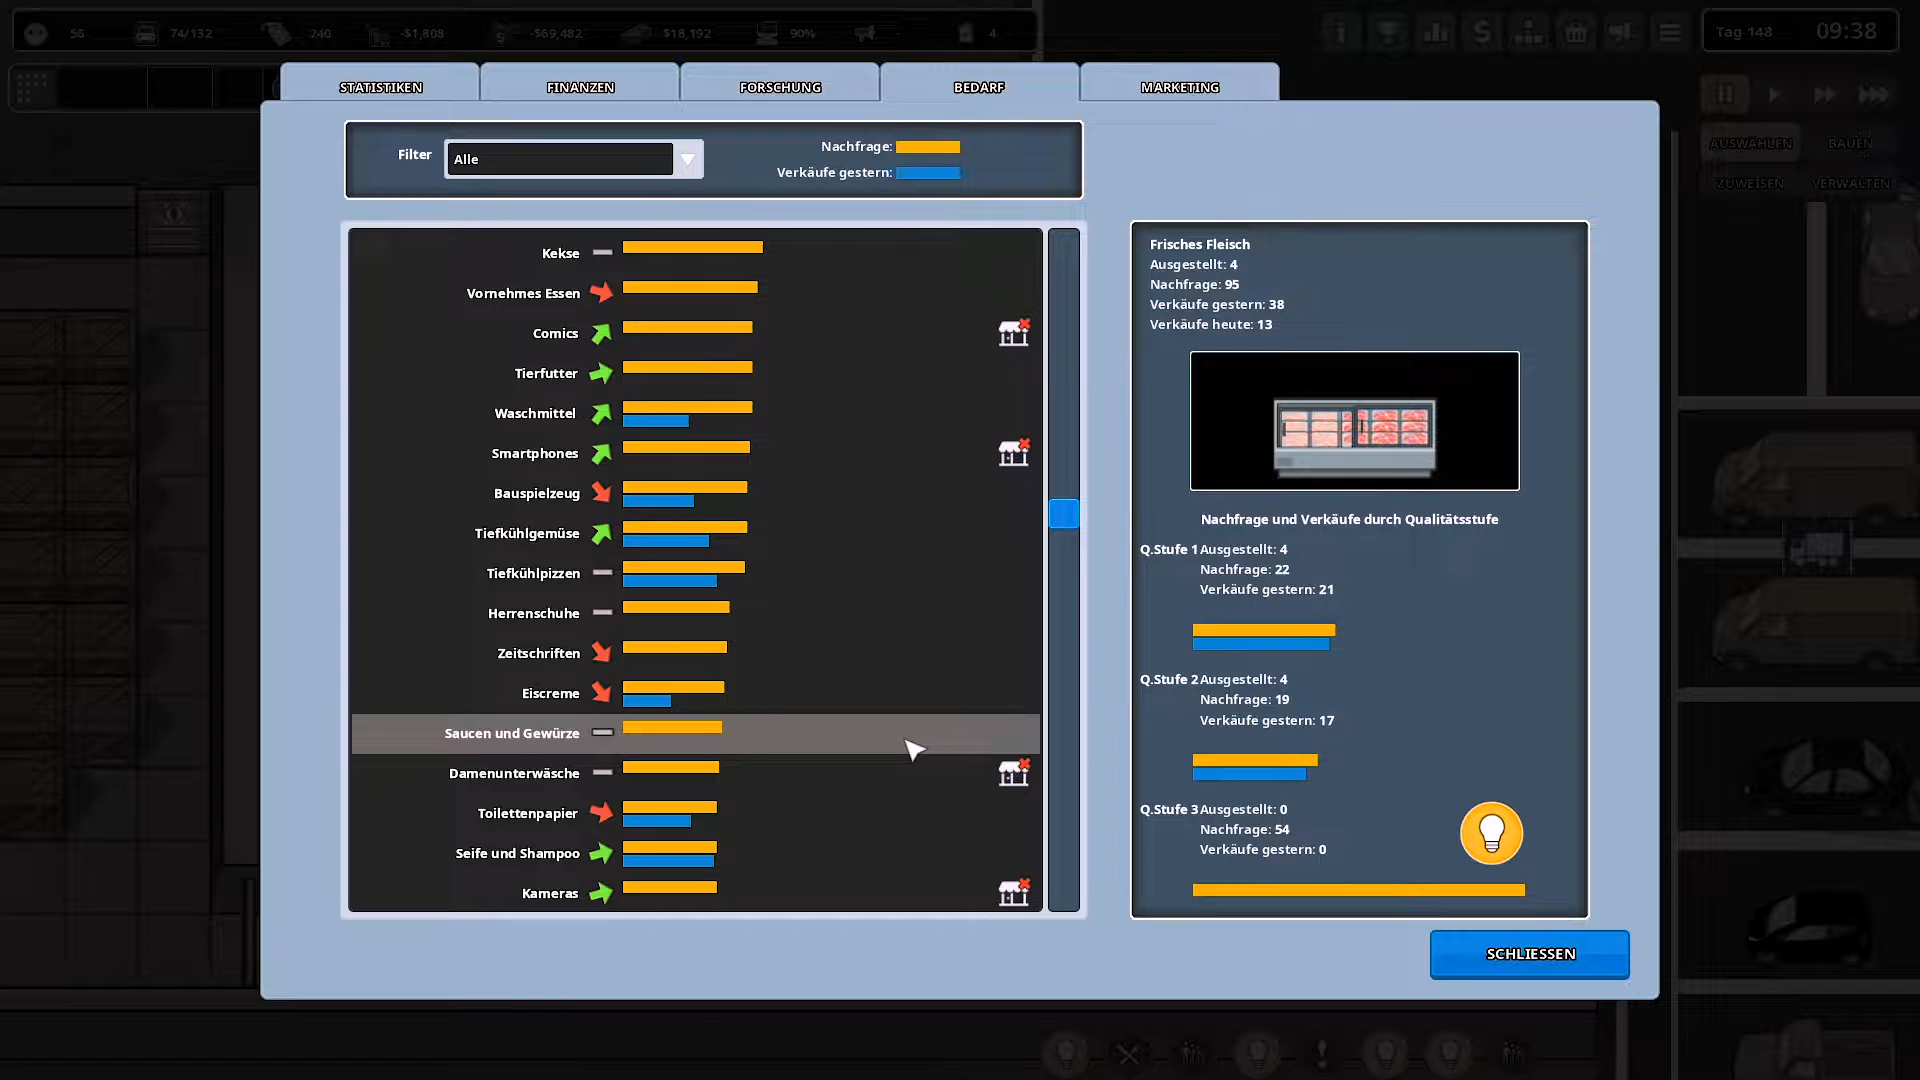 56 74/132 240 -$1,808 -$69,482 $18,192 90% - 4
Tag 148 09:38
STATISTIKEN FINANZEN FORSCHUNG BEDARF MARKETING
Filter Alle
Nachfrage:
Verkäufe gestern:
AUSWÄHLEN BAUEN
ZUWEISEN VERWALTEN
Kekse
Vornehmes Essen
Comics
Tierfutter
Waschmittel
Smartphones
Bauspielzeug
Tiefkühlgemüse
Tiefkühlpizzen
Herrenschuhe
Zeitschriften
Eiscreme
Saucen und Gewürze
Damenunterwäsche
Toilettenpapier
Seife und Shampoo
Kameras
Frisches Fleisch
Ausgestellt: 4
Nachfrage: 95
Verkäufe gestern: 38
Verkäufe heute: 13
Nachfrage und Verkäufe durch Qualitätsstufe
Q.Stufe 1 Ausgestellt: 4
Nachfrage: 22
Verkäufe gestern: 21
Q.Stufe 2 Ausgestellt: 4
Nachfrage: 19
Verkäufe gestern: 17
Q.Stufe 3 Ausgestellt: 0
Nachfrage: 54
Verkäufe gestern: 0
SCHLIESSEN